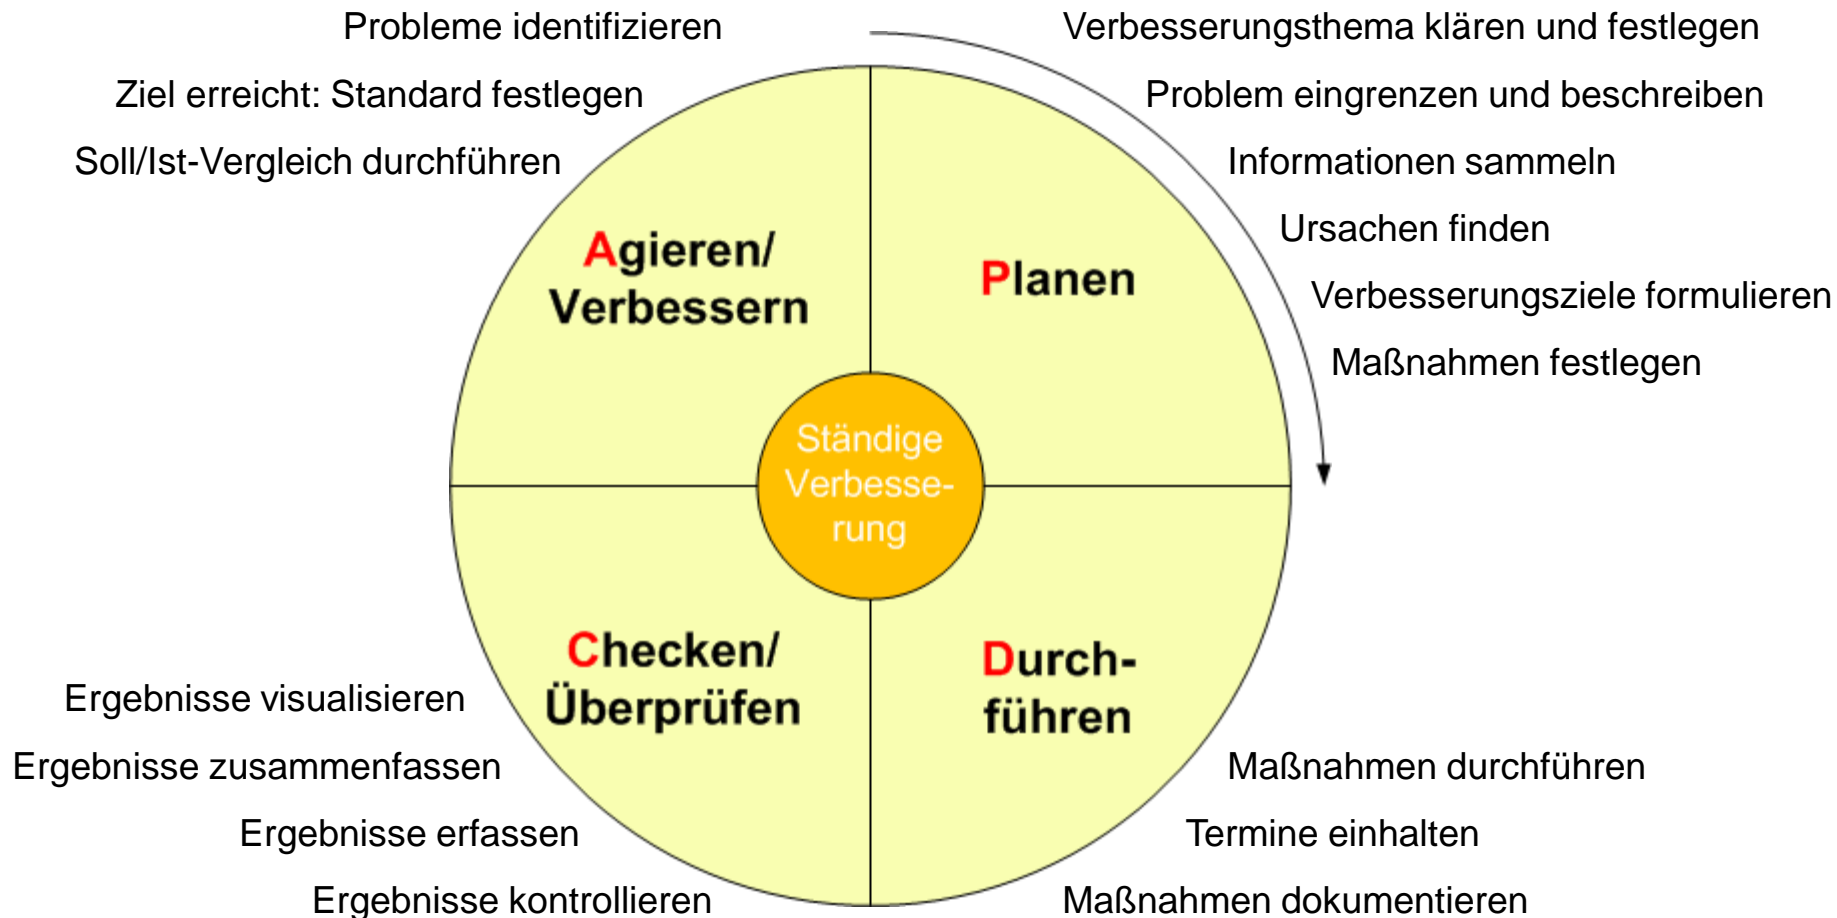 Probleme identifizieren
Ziel erreicht: Standard festlegen
Soll/Ist-Vergleich durchführen
Verbesserungsthema klären und festlegen
Problem eingrenzen und beschreiben
Informationen sammeln
Ursachen finden
Verbesserungsziele formulieren
Maßnahmen festlegen
Agieren/
Verbessern
Planen
Ständige
Verbesse-
rung
Checken/
Überprüfen
Durch-
führen
Ergebnisse visualisieren
Ergebnisse zusammenfassen
Ergebnisse erfassen
Ergebnisse kontrollieren
Maßnahmen durchführen
Termine einhalten
Maßnahmen dokumentieren